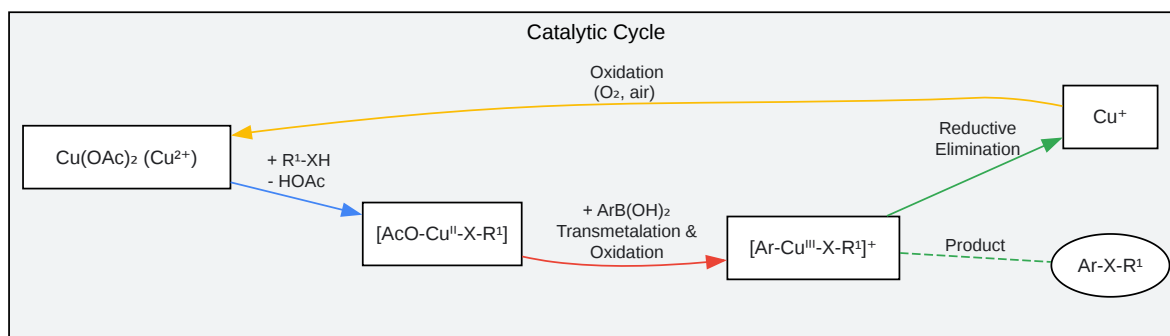 Catalytic Cycle
Oxidation
(O₂, air)
Cu⁺
Cu(OAc)₂ (Cu²⁺)
+ R¹-XH
- HOAc
Reductive
Elimination
[AcO-Cuᴵᴵ-X-R¹]
+ ArB(OH)₂
Transmetalation &
Oxidation
[Ar-Cuᴵᴵᴵ-X-R¹]⁺
Product
Ar-X-R¹